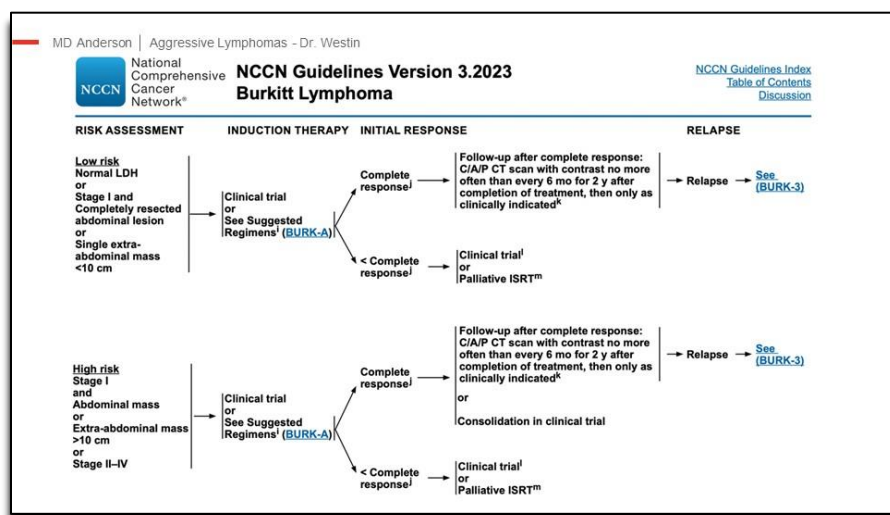 MD Anderson | Aggressive Lymphomas - Dr. Westin
NCCN
National
Comprehensive
Cancer
Network®
NCCN Guidelines Version 3.2023
Burkitt Lymphoma
NCCN Guidelines Index
Table of Contents
Discussion
RISK ASSESSMENT
INDUCTION THERAPY
INITIAL RESPONSE
RELAPSE
Low risk
Normal LDH
or
Stage I and
Completely resected
abdominal lesion
or
Single extra-
abdominal mass
<10 cm
Clinical trial
or
See Suggested
Regimensⁱ (BURK-A)
Complete
responseʲ
Follow-up after complete response:
C/A/P CT scan with contrast no more
often than every 6 mo for 2 y after
completion of treatment, then only as
clinically indicatedᵏ
Relapse
See
(BURK-3)
< Complete
responseʲ
Clinical trialˡ
or
Palliative ISRTᵐ
High risk
Stage I
and
Abdominal mass
or
Extra-abdominal mass
>10 cm
or
Stage II–IV
Clinical trial
or
See Suggested
Regimensⁱ (BURK-A)
Complete
responseʲ
Follow-up after complete response:
C/A/P CT scan with contrast no more
often than every 6 mo for 2 y after
completion of treatment, then only as
clinically indicatedᵏ
or
Consolidation in clinical trial
Relapse
See
(BURK-3)
< Complete
responseʲ
Clinical trialˡ
or
Palliative ISRTᵐ